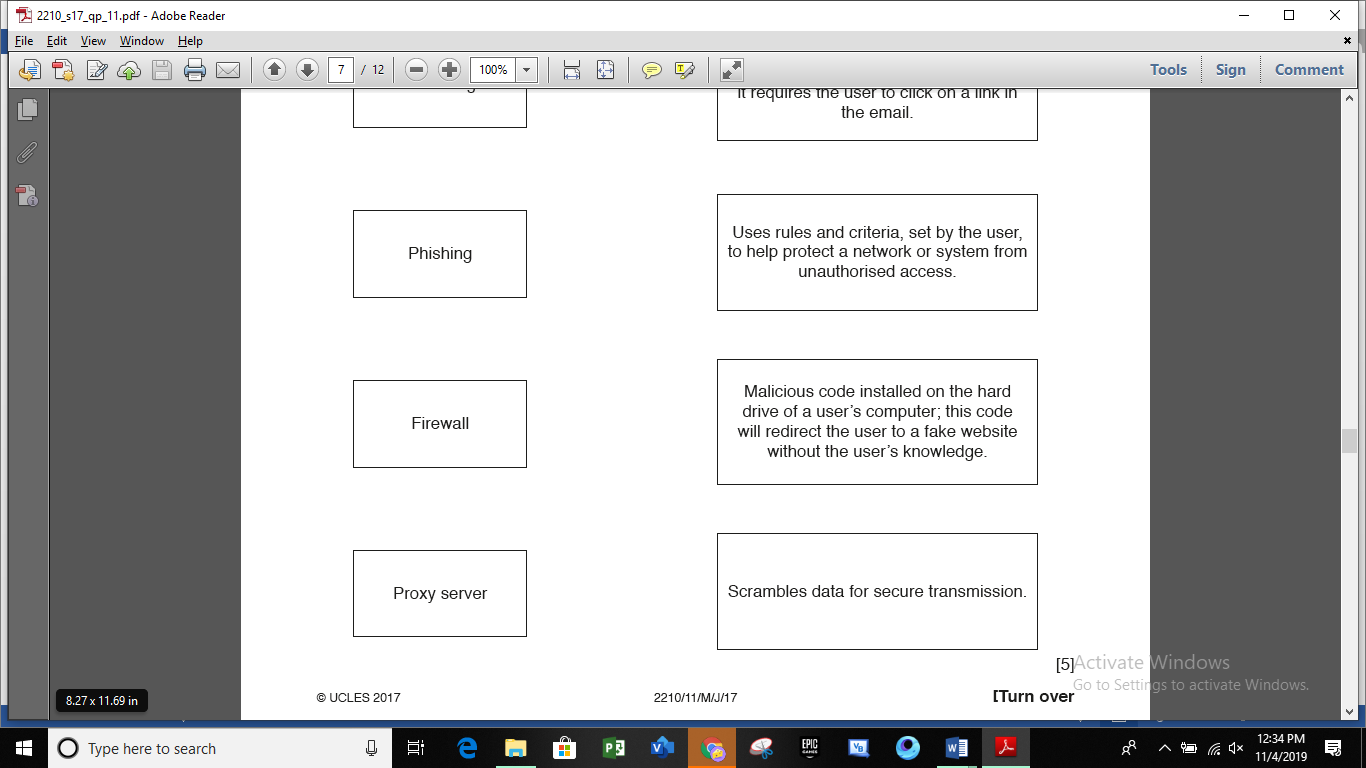 2210_s17_qp_11.pdf - Adobe Reader
File Edit View Window Help
7 / 12 100% Tools Sign Comment
It requires the user to click on a link in
the email.
Phishing
Uses rules and criteria, set by the user,
to help protect a network or system from
unauthorised access.
Firewall
Malicious code installed on the hard
drive of a user's computer; this code
will redirect the user to a fake website
without the user's knowledge.
Proxy server
Scrambles data for secure transmission.
[5]
Activate Windows
Go to Settings to activate Windows.
© UCLES 2017 2210/11/M/J/17 [Turn over
8.27 x 11.69 in
Type here to search
EPIC GAMES
12:34 PM
11/4/2019